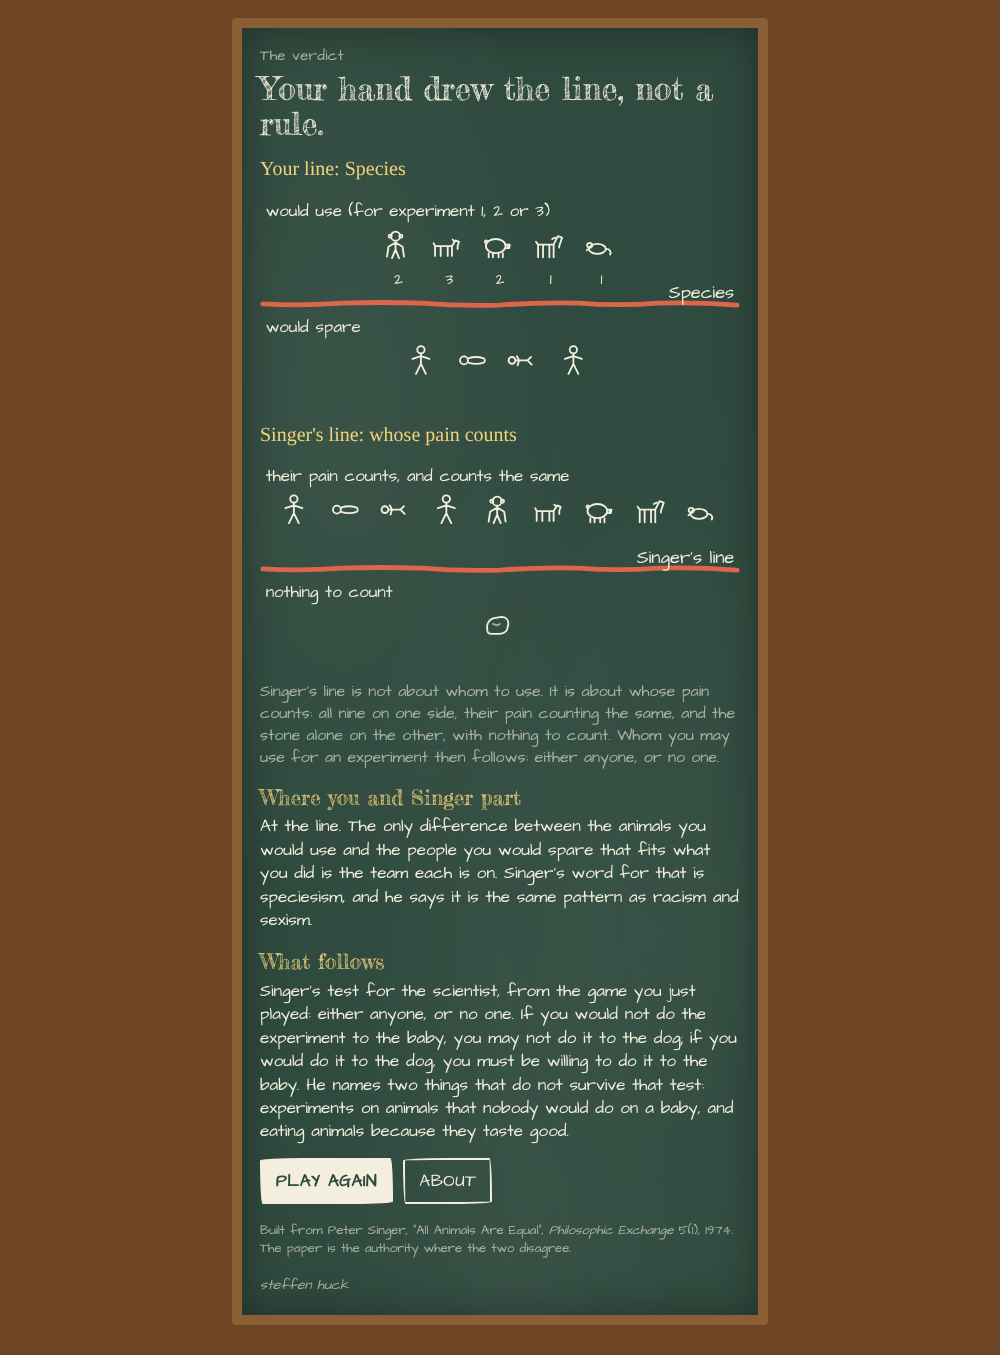 The verdict
Your hand drew the line, not a
rule.
Your line: Species
would use (for experiment 1, 2 or 3)
2 3 2 1 1
Species
would spare
Singer's line: whose pain counts
their pain counts, and counts the same
Singer's line
nothing to count
Singer's line is not about whom to use. It is about whose pain
counts: all nine on one side, their pain counting the same, and the
stone alone on the other, with nothing to count. Whom you may
use for an experiment then follows: either anyone, or no one.
Where you and Singer part
At the line. The only difference between the animals you
would use and the people you would spare that fits what
you did is the team each is on. Singer's word for that is
speciesism, and he says it is the same pattern as racism and
sexism.
What follows
Singer's test for the scientist, from the game you just
played: either anyone, or no one. If you would not do the
experiment to the baby, you may not do it to the dog; if you
would do it to the dog, you must be willing to do it to the
baby. He names two things that do not survive that test:
experiments on animals that nobody would do on a baby, and
eating animals because they taste good.
PLAY AGAIN
ABOUT
Built from Peter Singer, "All Animals Are Equal", Philosophic Exchange 5(1), 1974.
The paper is the authority where the two disagree.
steffen huck